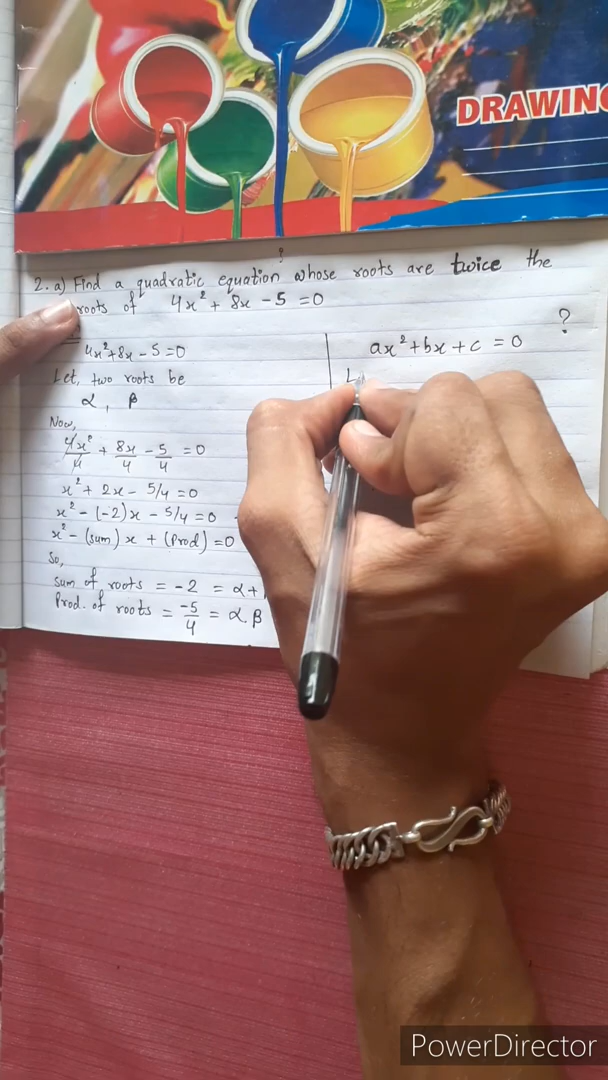 DRAWING
?
2. a) Find a quadratic equation whose roots are twice the
roots of 4x² + 8x - 5 = 0
4x² + 8x - 5 = 0
Let, two roots be
α, β
Now,
4x²/4 + 8x/4 - 5/4 = 0
x² + 2x - 5/4 = 0
x² - (-2)x - 5/4 = 0
x² - (sum) x + (Prod) = 0
So,
sum of roots = -2 = α +
Prod. of roots = -5/4 = α.β
?
ax² + bx + c = 0
L
PowerDirector